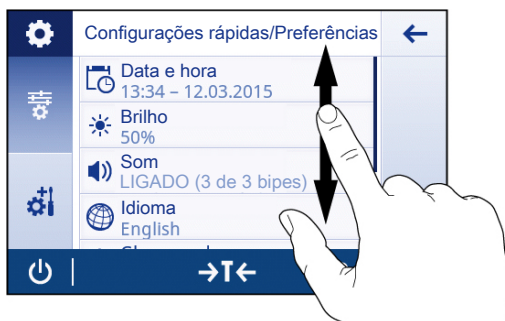 Configurações rápidas/Preferências
Data e hora
13:34 – 12.03.2015
Brilho
50%
Som
LIGADO (3 de 3 bipes)
Idioma
English
→T←